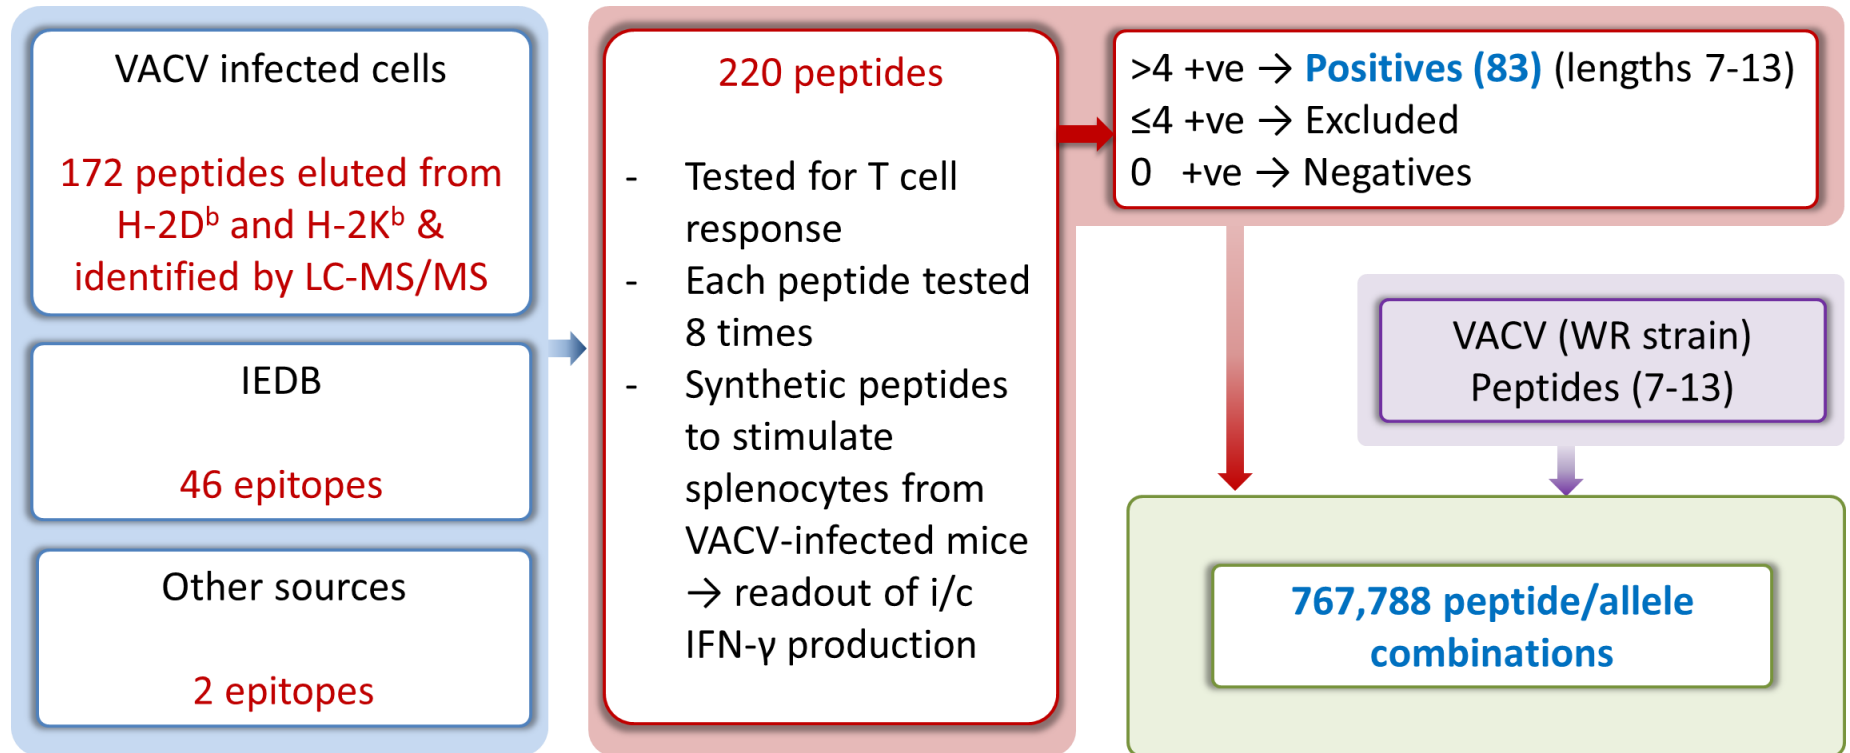 VACV infected cells
172 peptides eluted from
H-2Dᵇ and H-2Kᵇ &
identified by LC-MS/MS
IEDB
46 epitopes
Other sources
2 epitopes
220 peptides
- Tested for T cell
response
- Each peptide tested
8 times
- Synthetic peptides
to stimulate
splenocytes from
VACV-infected mice
→ readout of i/c
IFN-γ production
>4 +ve → Positives (83) (lengths 7-13)
≤4 +ve → Excluded
0 +ve → Negatives
VACV (WR strain)
Peptides (7-13)
767,788 peptide/allele
combinations